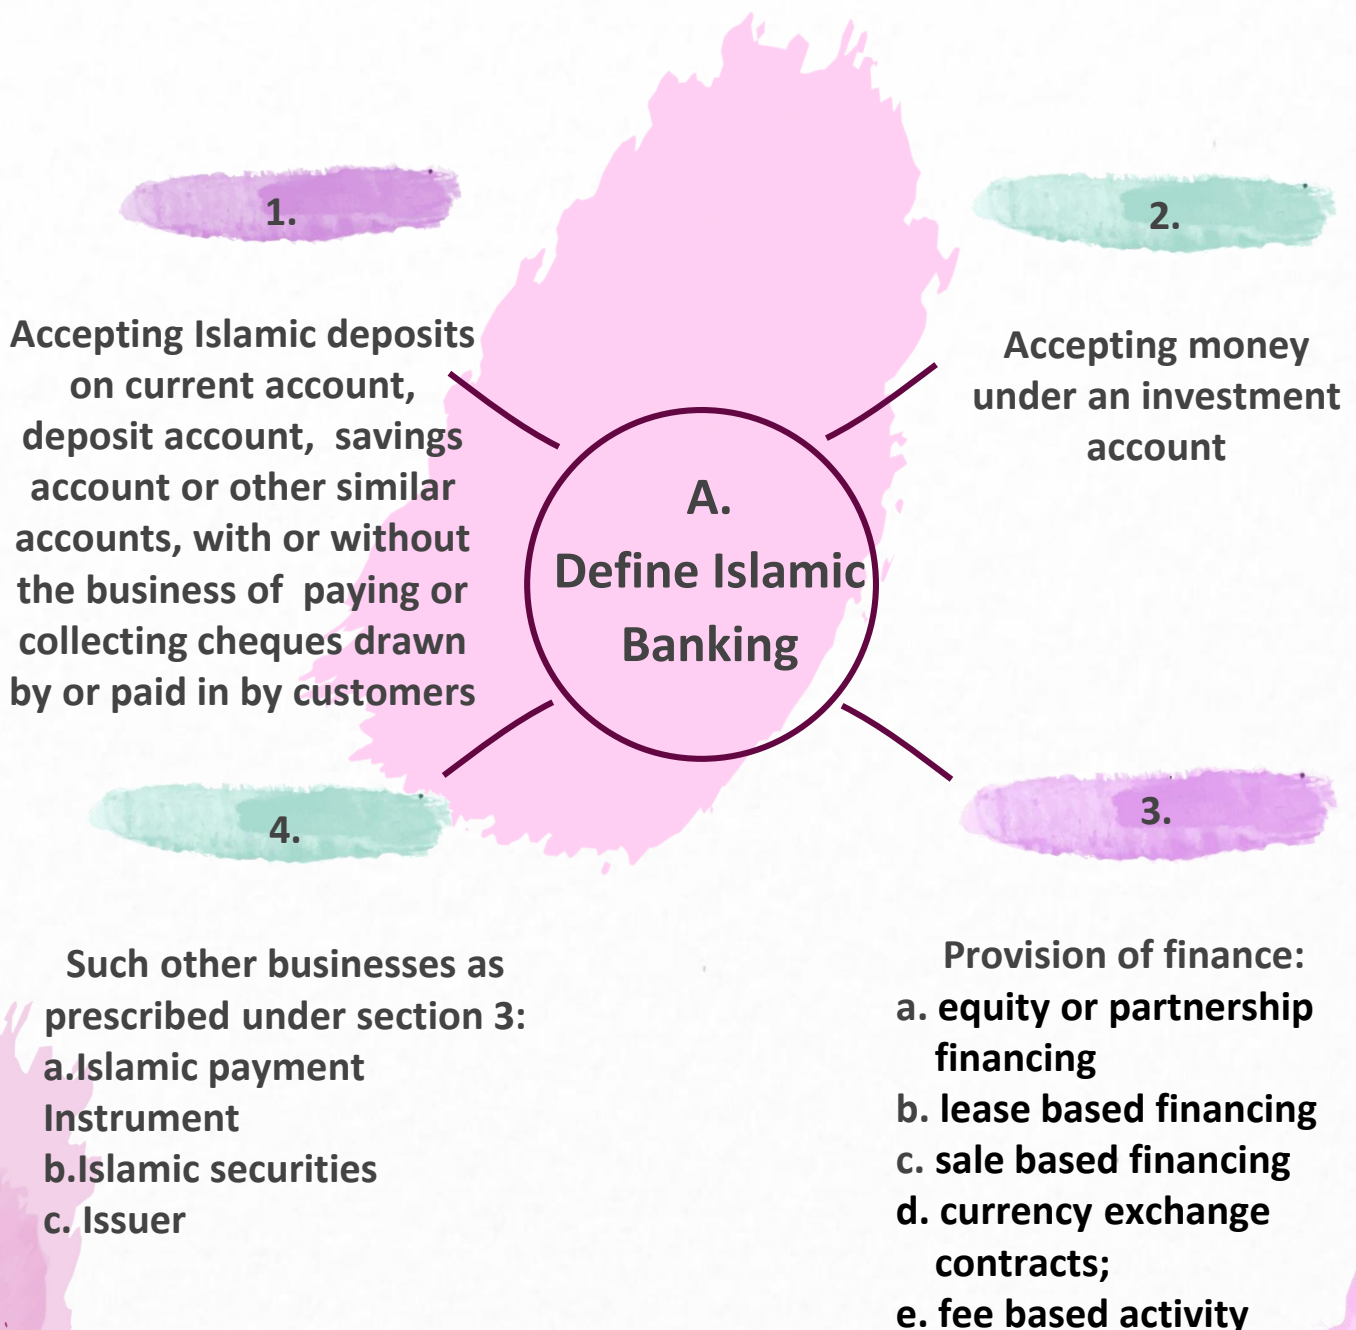 1.
Accepting Islamic deposits
on current account,
deposit account, savings
account or other similar
accounts, with or without
the business of paying or
collecting cheques drawn
by or paid in by customers
2.
Accepting money
under an investment
account
A.
Define Islamic
Banking
3.
Provision of finance:
a. equity or partnership
financing
b. lease based financing
c. sale based financing
d. currency exchange
contracts;
e. fee based activity
4.
Such other businesses as
prescribed under section 3:
a.Islamic payment
Instrument
b.Islamic securities
c. Issuer